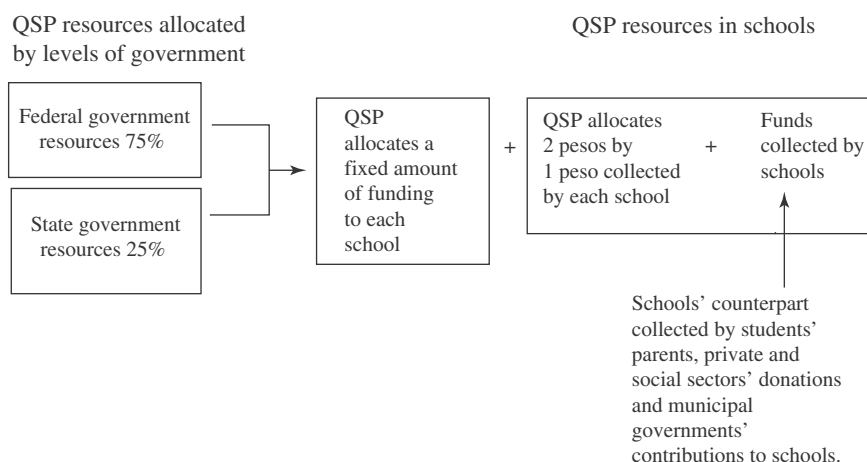 QSP resources allocated
by levels of government
QSP resources in schools
Federal government
resources 75%
State government
resources 25%
QSP
allocates a
fixed amount
of funding
to each
school
+
QSP allocates
2 pesos by
1 peso collected
by each school
+
Funds
collected by
schools
Schools’ counterpart
collected by students’
parents, private and
social sectors’ donations
and municipal
governments’
contributions to schools.